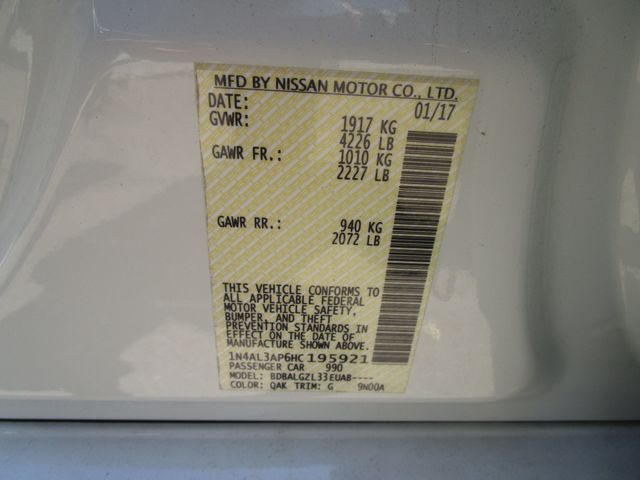 MFD BY NISSAN MOTOR CO., LTD.
DATE: 01/17
GVWR: 1917 KG
4226 LB
GAWR FR.: 1010 KG
2227 LB
GAWR RR.: 940 KG
2072 LB
THIS VEHICLE CONFORMS TO
ALL APPLICABLE FEDERAL
MOTOR VEHICLE SAFETY,
BUMPER, AND THEFT
PREVENTION STANDARDS IN
EFFECT ON THE DATE OF
MANUFACTURE SHOWN ABOVE.
1N4AL3AP6HC195921
PASSENGER CAR 990
MODEL: BDBALGZL33EUAB----
COLOR: QAK TRIM: G 9N00A